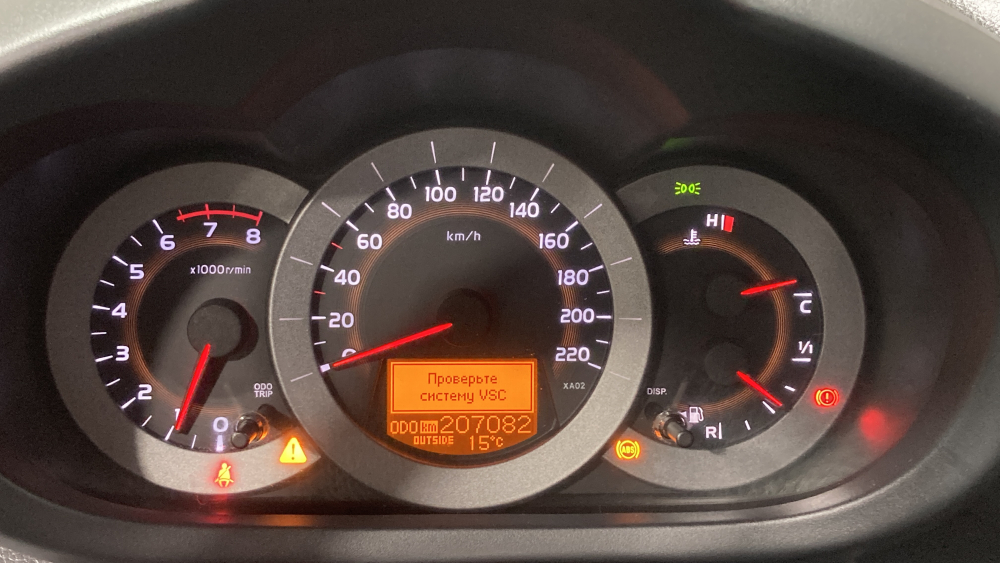 0
1
2
3
4
5
6
7
8
x1000r/min
ODO
TRIP
0
20
40
60
80
100
120
140
160
180
200
220
km/h
XA02
Проверьте
систему VSC
ODO km 207082
OUTSIDE 15°C
H
C
1/1
R
DISP.
ABS